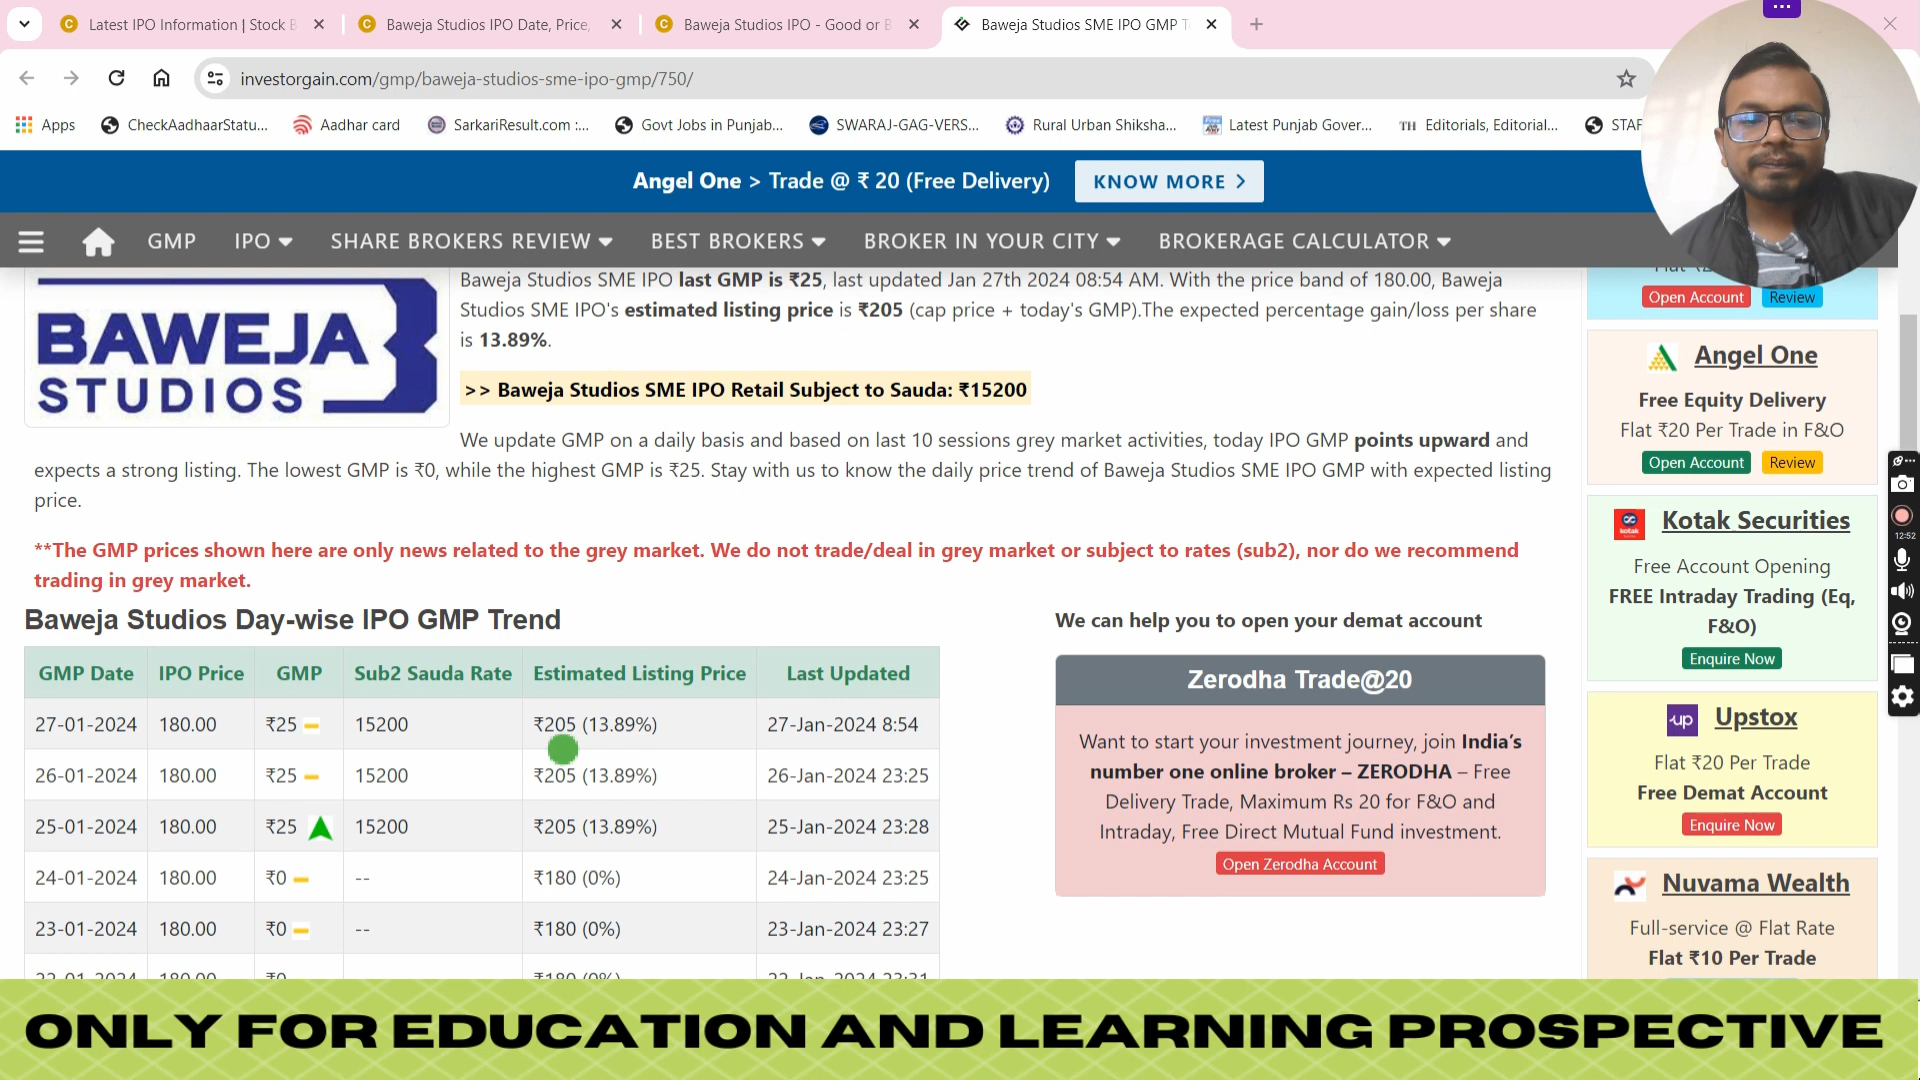 Latest IPO Information | Stock B
Baweja Studios IPO Date, Price,
Baweja Studios IPO - Good or B
Baweja Studios SME IPO GMP T
investorgain.com/gmp/baweja-studios-sme-ipo-gmp/750/
Apps
CheckAadhaarStatu...
Aadhar card
SarkariResult.com :...
Govt Jobs in Punjab...
SWARAJ-GAG-VERS...
Rural Urban Shiksha...
Latest Punjab Gover...
TH Editorials, Editorial...
STAF
Angel One > Trade @ ₹ 20 (Free Delivery)
KNOW MORE
GMP
IPO
SHARE BROKERS REVIEW
BEST BROKERS
BROKER IN YOUR CITY
BROKERAGE CALCULATOR
BAWEJA
STUDIOS
Baweja Studios SME IPO last GMP is ₹25, last updated Jan 27th 2024 08:54 AM. With the price band of 180.00, Baweja
Studios SME IPO's estimated listing price is ₹205 (cap price + today's GMP).The expected percentage gain/loss per share
is 13.89%.
>> Baweja Studios SME IPO Retail Subject to Sauda: ₹15200
We update GMP on a daily basis and based on last 10 sessions grey market activities, today IPO GMP points upward and
expects a strong listing. The lowest GMP is ₹0, while the highest GMP is ₹25. Stay with us to know the daily price trend of Baweja Studios SME IPO GMP with expected listing
price.
**The GMP prices shown here are only news related to the grey market. We do not trade/deal in grey market or subject to rates (sub2), nor do we recommend
trading in grey market.
Baweja Studios Day-wise IPO GMP Trend
GMP Date IPO Price GMP Sub2 Sauda Rate Estimated Listing Price Last Updated
27-01-2024 180.00 ₹25 15200 ₹205 (13.89%) 27-Jan-2024 8:54
26-01-2024 180.00 ₹25 15200 ₹205 (13.89%) 26-Jan-2024 23:25
25-01-2024 180.00 ₹25 15200 ₹205 (13.89%) 25-Jan-2024 23:28
24-01-2024 180.00 ₹0 -- ₹180 (0%) 24-Jan-2024 23:25
23-01-2024 180.00 ₹0 -- ₹180 (0%) 23-Jan-2024 23:27
22-01-2024 180.00 ₹0 ₹180 (0%) 22-Jan-2024 23:31
We can help you to open your demat account
Zerodha Trade@20
Want to start your investment journey, join India's
number one online broker – ZERODHA – Free
Delivery Trade, Maximum Rs 20 for F&O and
Intraday, Free Direct Mutual Fund investment.
Open Zerodha Account
Open Account
Review
Angel One
Free Equity Delivery
Flat ₹20 Per Trade in F&O
Open Account
Review
kotak
Kotak Securities
Free Account Opening
FREE Intraday Trading (Eq,
F&O)
Enquire Now
up
Upstox
Flat ₹20 Per Trade
Free Demat Account
Enquire Now
Nuvama Wealth
Full-service @ Flat Rate
Flat ₹10 Per Trade
12:52
ONLY FOR EDUCATION AND LEARNING PROSPECTIVE